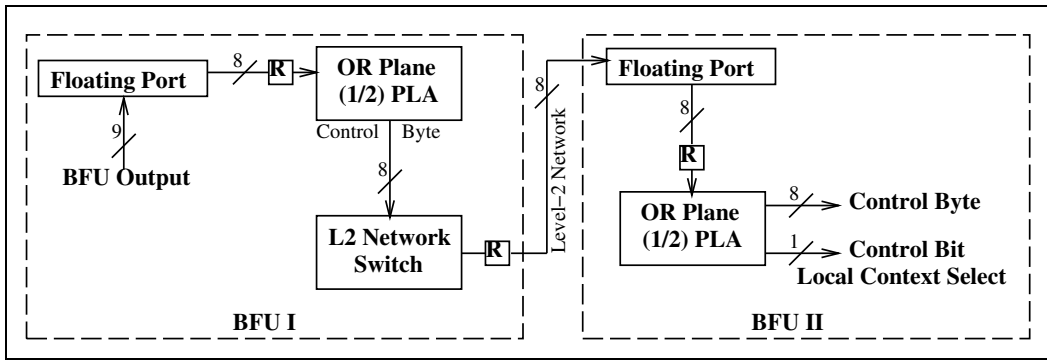 Floating Port
8
R
OR Plane
(1/2) PLA
Control Byte
9
BFU Output
8
L2 Network
Switch
R
BFU I
8
Level-2 Network
Floating Port
8
R
OR Plane
(1/2) PLA
8
Control Byte
1
Control Bit
Local Context Select
BFU II